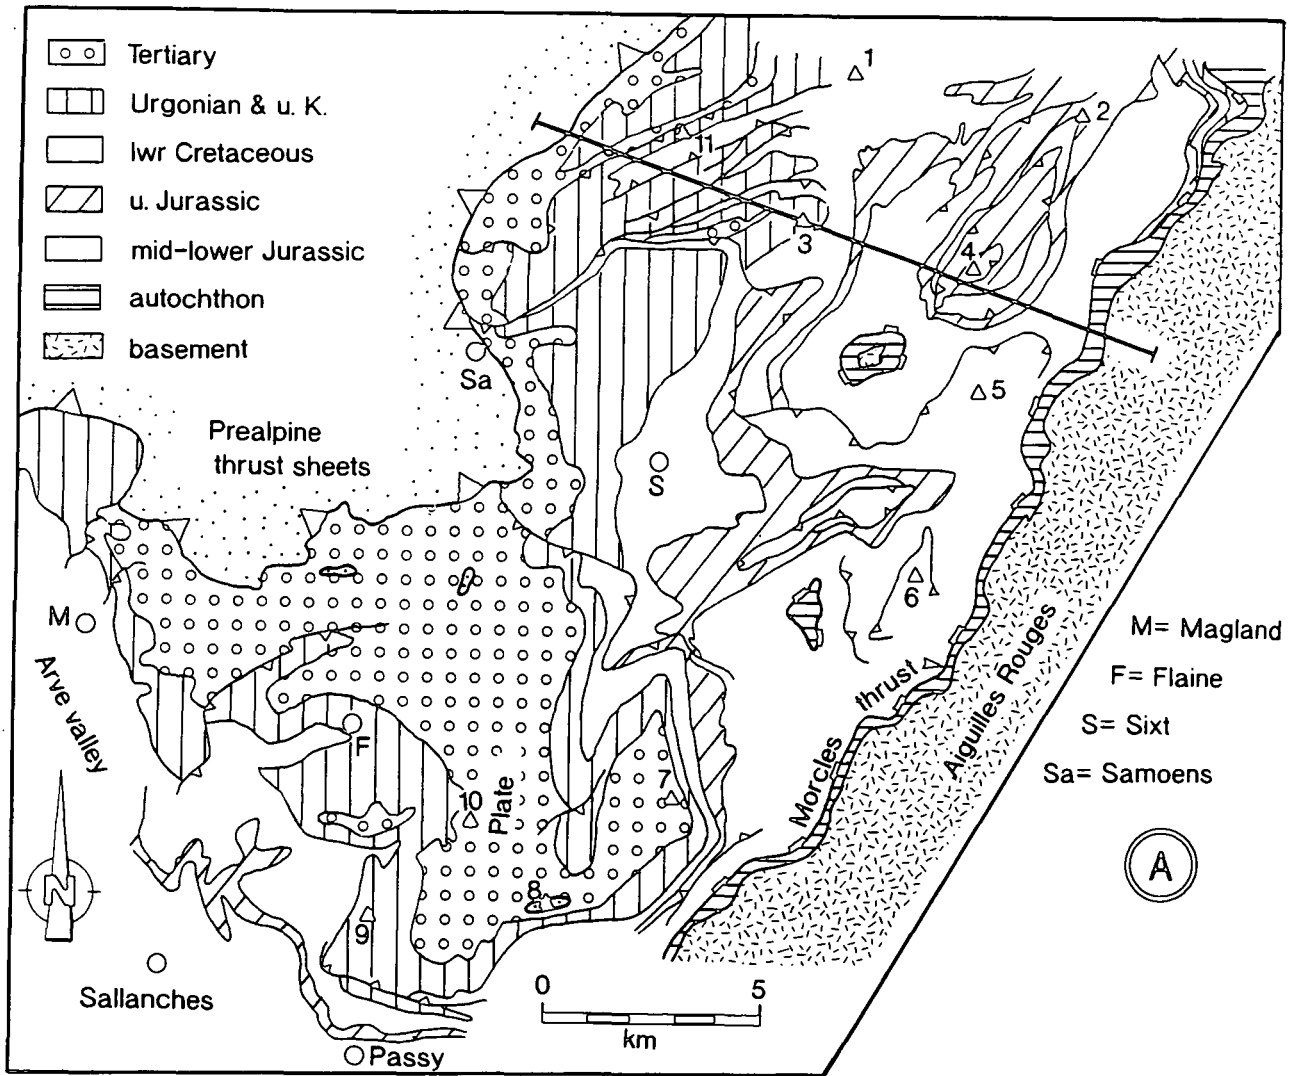 Tertiary
Urgonian & u. K.
lwr Cretaceous
u. Jurassic
mid-lower Jurassic
autochthon
basement
1
2
11
3
4
5
Sa
Prealpine
thrust sheets
S
6
M
Arve valley
F
10
Plate
7
8
9
Morcles thrust
Aiguilles Rouges
M= Magland
F= Flaine
S= Sixt
Sa= Samoens
A
N
Sallanches
Passy
0 5
km